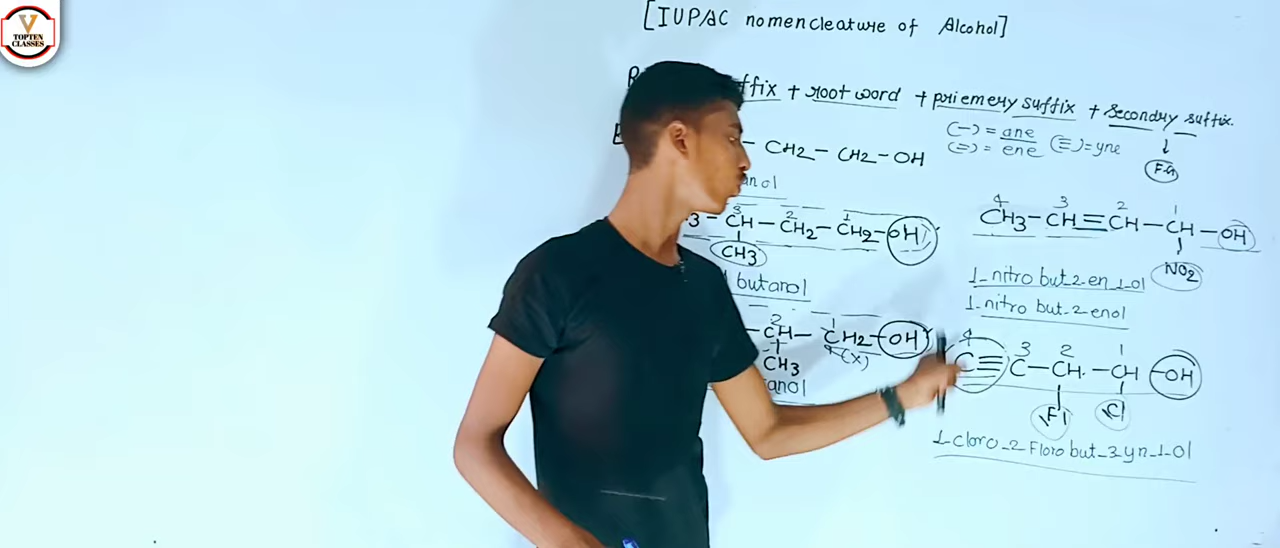 V
TOPTEN
CLASSES
[IUPAC nomencleature of Alcohol]
+ root word + priemery suffix + secondry suffix.
(-) = ane
(=) = ene (≡) = yne
F.G
- CH2 - CH2 - OH
4 3 2 1
CH3 - CH ≡ CH - CH - OH
NO2
1-nitro but-2-en-1-ol
1-nitro but-2-enol
3 2 1
- CH - CH2 - CH2 - OH
CH3
butanol
2 1
- CH - CH2 - OH
CH3 (x)
4 3 2 1
C ≡ C - CH - CH - OH
Fl Cl
1-cloro-2-Floro but-3-yn-1-ol